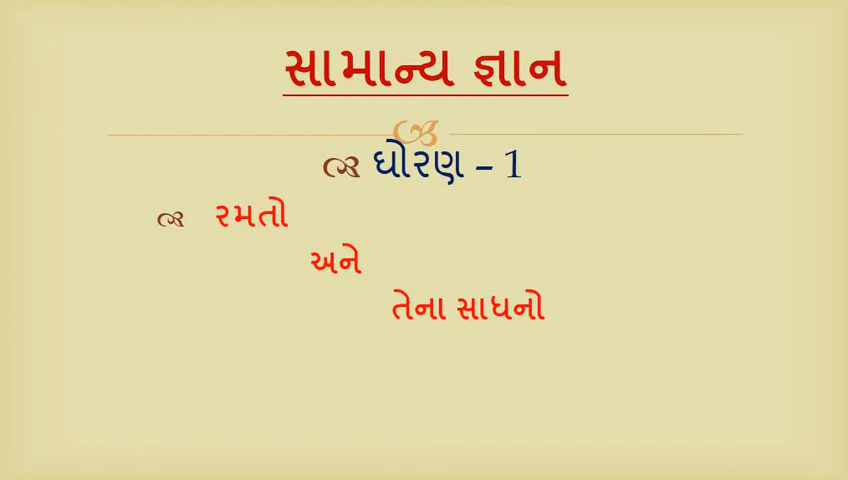 સામાન્ય જ્ઞાન
ધોરણ – 1
રમતો
અને
તેના સાધનો